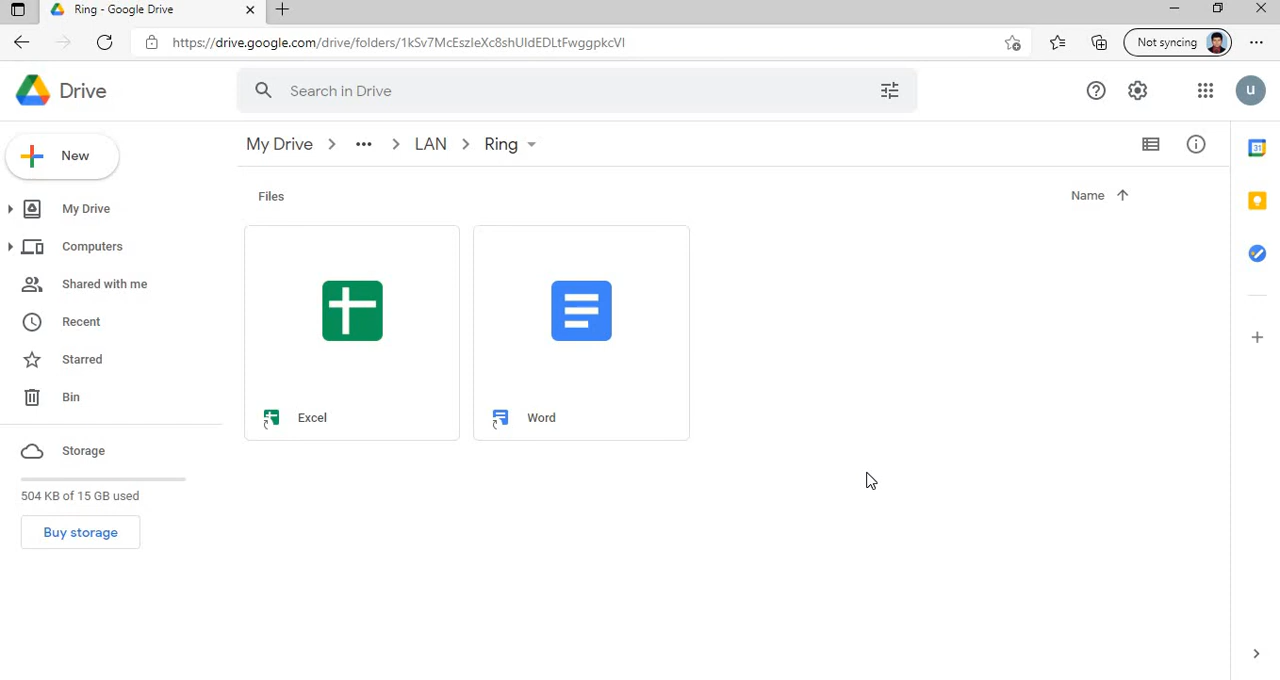 Ring - Google Drive
https://drive.google.com/drive/folders/1kSv7McEszIeXc8shUIdEDLtFwggpkcVI
Not syncing
Drive
Search in Drive
u
New
My Drive > ... > LAN > Ring
My Drive
Computers
Shared with me
Recent
Starred
Bin
Storage
504 KB of 15 GB used
Buy storage
Files
Name
Excel
Word
31